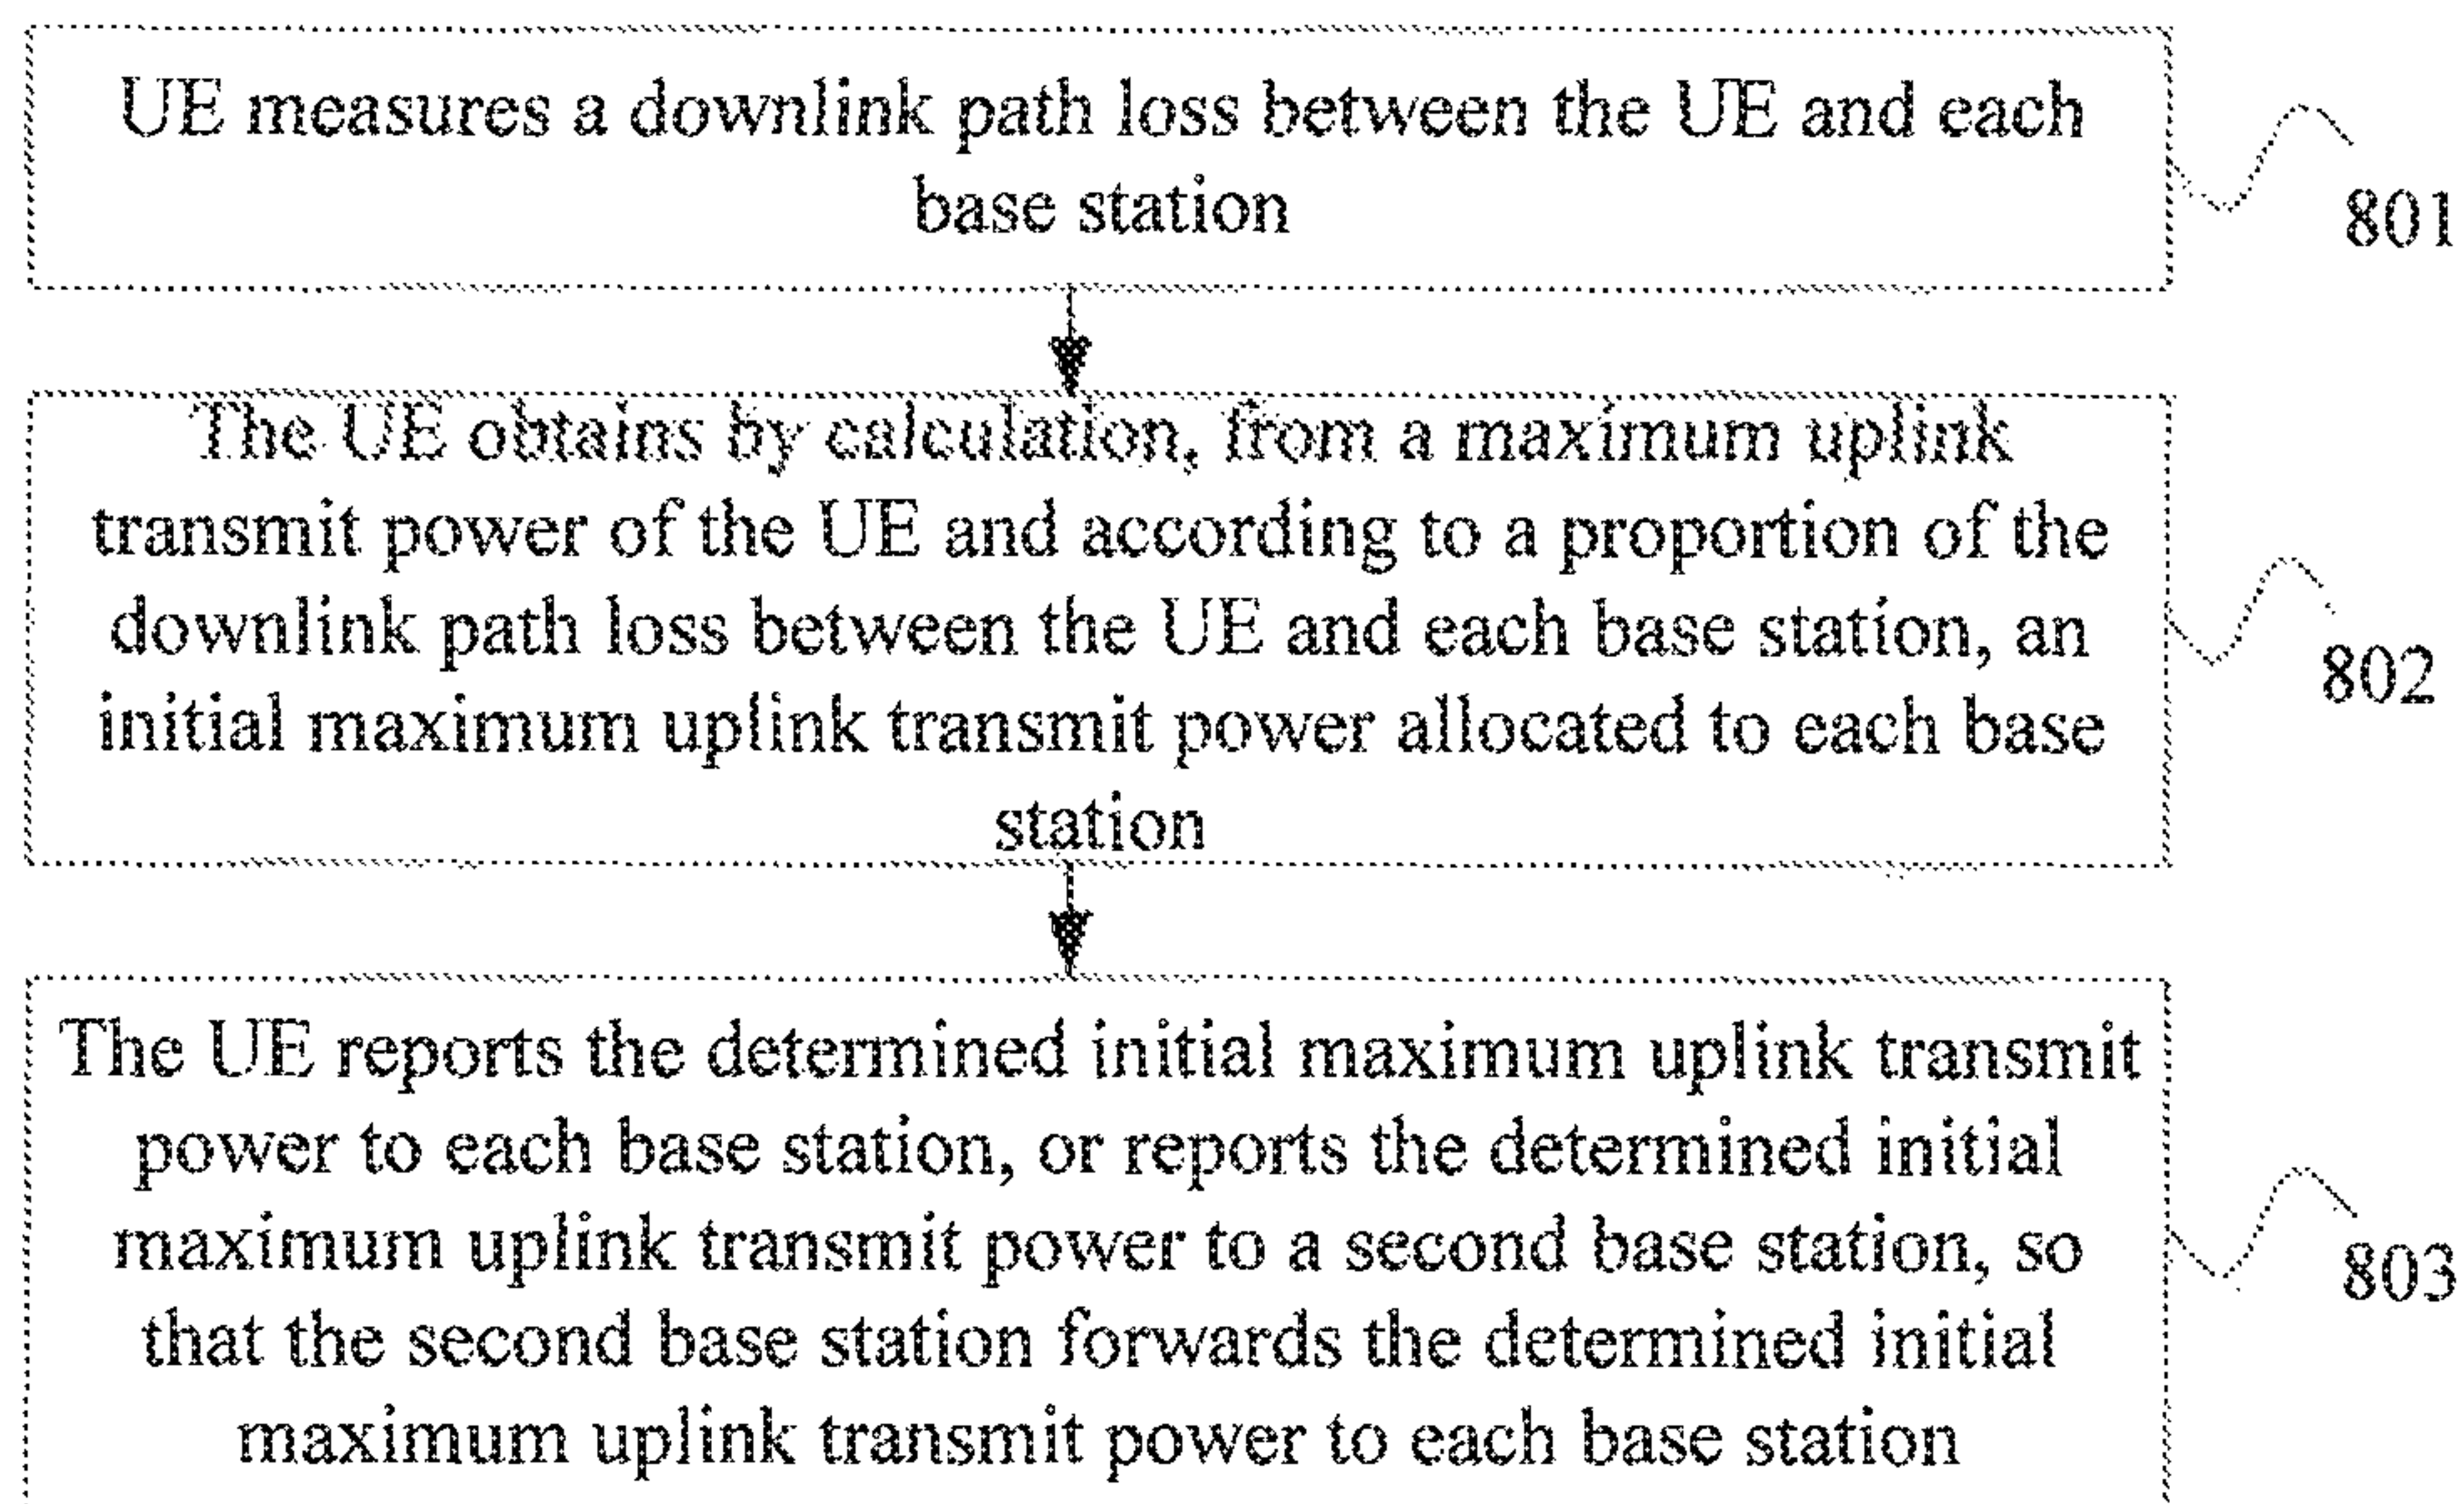 UE measures a downlink path loss between the UE and each
base station
801
The UE obtains by calculation, from a maximum uplink
transmit power of the UE and according to a proportion of the
downlink path loss between the UE and each base station, an
initial maximum uplink transmit power allocated to each base
station
802
The UE reports the determined initial maximum uplink transmit
power to each base station, or reports the determined initial
maximum uplink transmit power to a second base station, so
that the second base station forwards the determined initial
maximum uplink transmit power to each base station
803